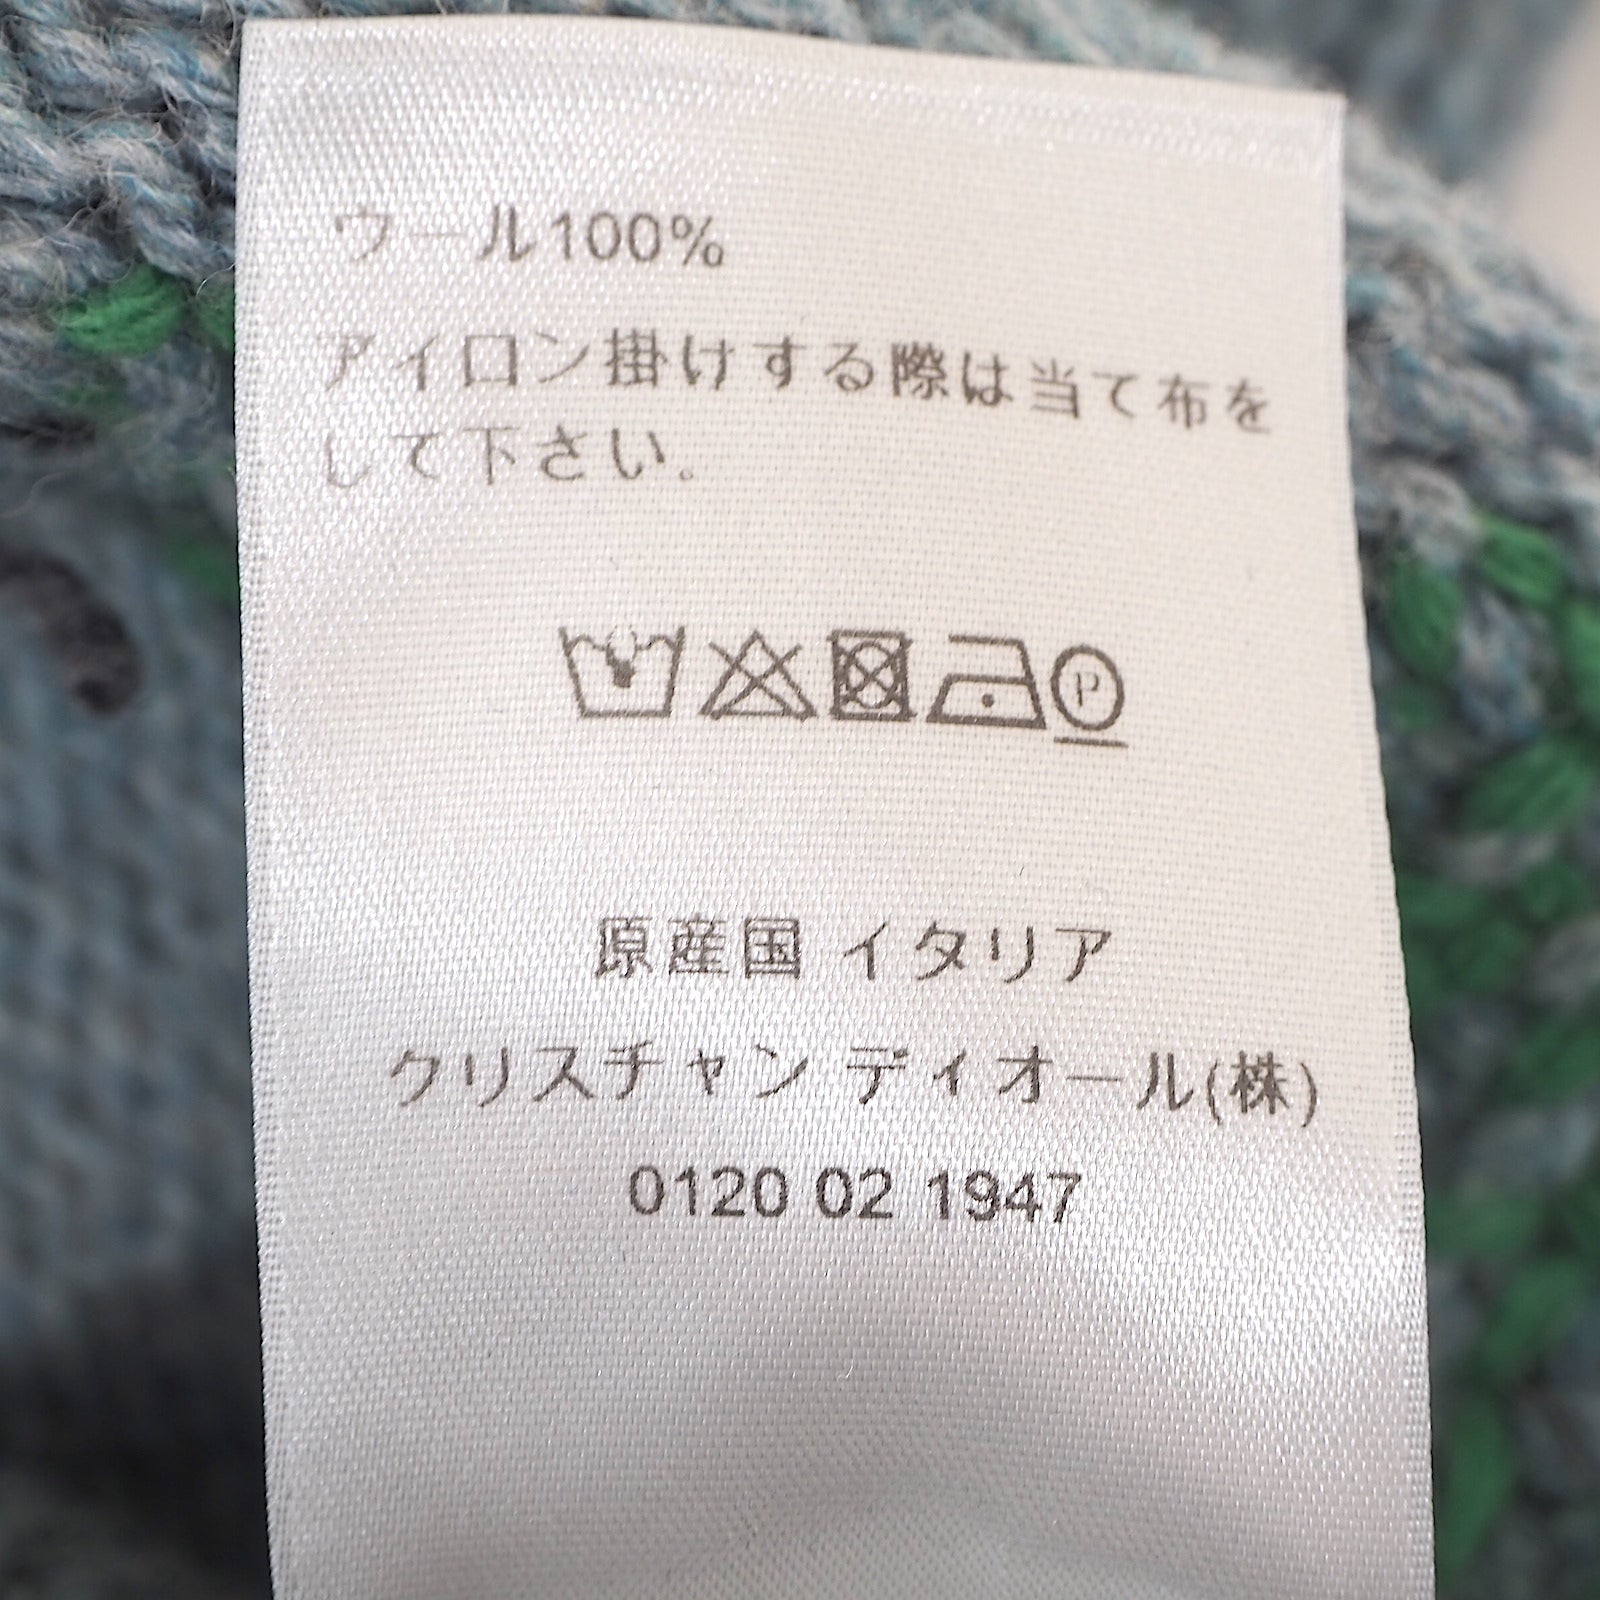 ウール100%
アイロン掛けする際は当て布を
して下さい。
P
原産国 イタリア
クリスチャン ディオール(株)
0120 02 1947